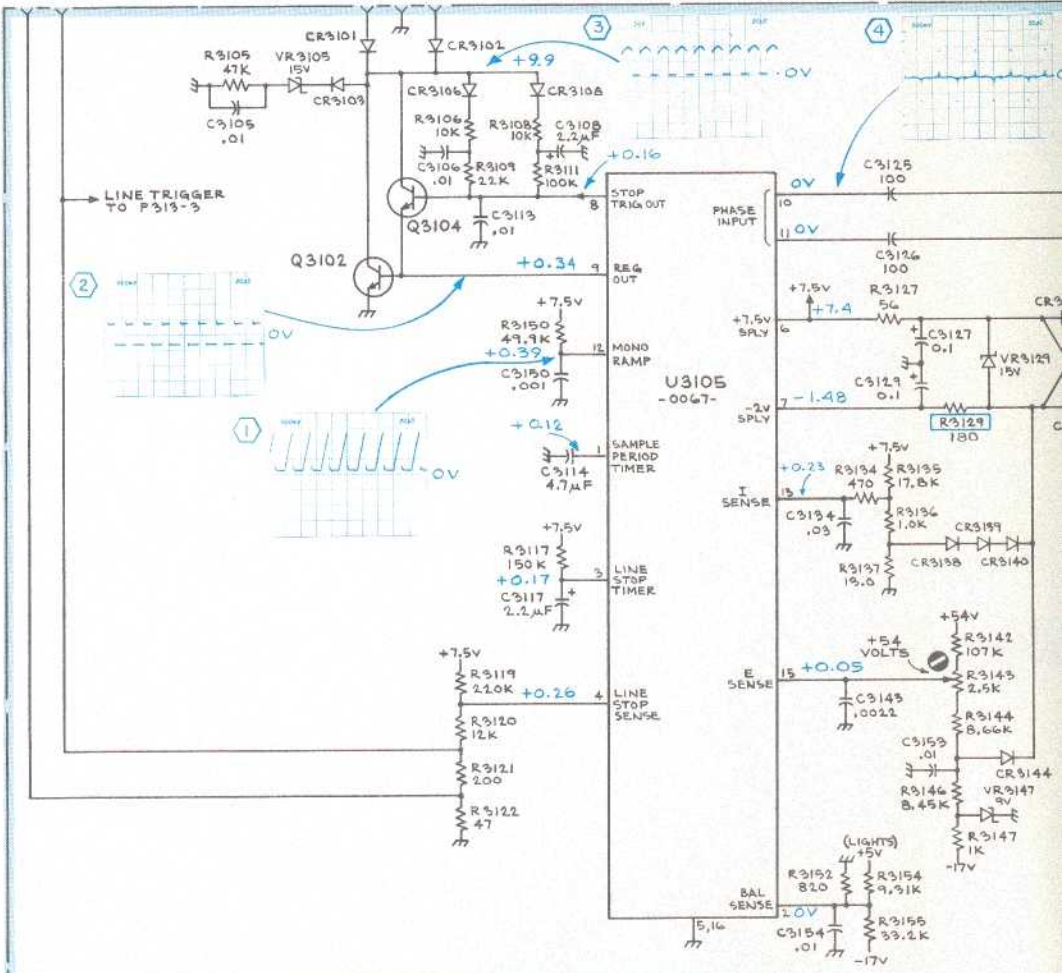 CR3101
CR3102
R3105
47K
VR3105
15V
CR3103
C3105
.01
+9.9
CR3106
CR3108
R3106
10K
R3108
10K
C3108
2.2µF
C3106
.01
R3109
22K
R3111
100K
+0.16
LINE TRIGGER
TO P313-3
Q3104
C3113
.01
8
STOP
TRIG OUT
Q3102
+0.34
9
REG
OUT
3
0V
4
2
0V
+7.5V
R3150
49.9K
+0.39
12
MONO
RAMP
C3150
.001
1
0V
+0.12
1
SAMPLE
PERIOD
TIMER
C3114
4.7µF
+7.5V
R3117
150K
+0.17
3
LINE
STOP
TIMER
C3117
2.2µF
+7.5V
R3119
220K
+0.26
4
LINE
STOP
SENSE
R3120
12K
R3121
200
R3122
47
U3105
-0067-
PHASE
INPUT
0V
10
C3125
100
11
0V
C3126
100
+7.5V
+7.4
R3127
56
+7.5V
SPLY
6
C3127
0.1
VR3129
15V
C3129
0.1
-2V
SPLY
7
-1.48
R3129
180
+7.5V
+0.23
R3134
470
R3135
17.8K
I
SENSE
13
C3134
.03
R3136
1.0K
CR3139
CR3138
CR3140
R3137
15.0
+54V
+54
VOLTS
R3142
107K
E
SENSE
15
+0.05
R3143
2.5K
C3143
.0022
R3144
8.66K
C3153
.01
CR3144
R3146
8.45K
VR3147
9V
R3147
1K
-17V
(LIGHTS)
+5V
R3152
820
R3154
9.31K
BAL
SENSE
2
0V
C3154
.01
R3155
33.2K
-17V
5,16